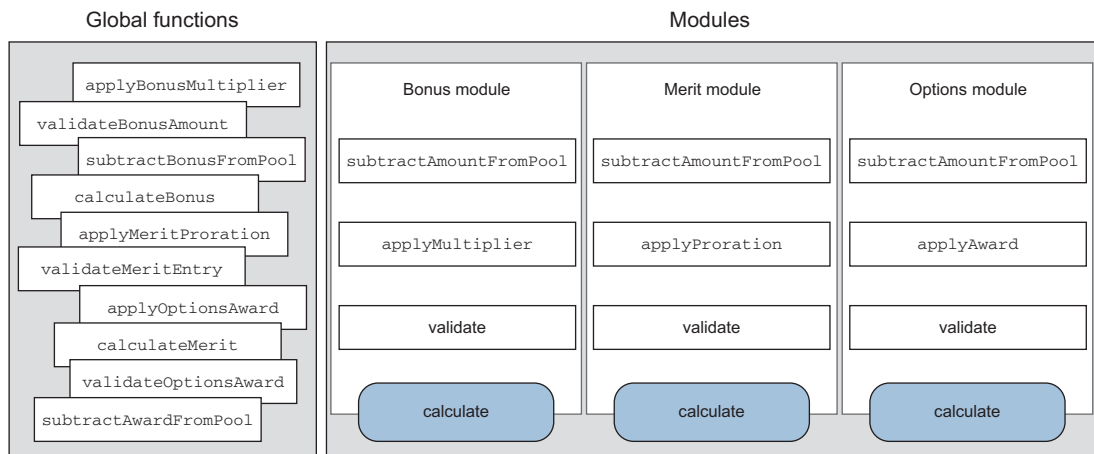 Global functions
applyBonusMultiplier
validateBonusAmount
subtractBonusFromPool
calculateBonus
applyMeritProration
validateMeritEntry
applyOptionsAward
calculateMerit
validateOptionsAward
subtractAwardFromPool
Modules
Bonus module
subtractAmountFromPool
applyMultiplier
validate
calculate
Merit module
subtractAmountFromPool
applyProration
validate
calculate
Options module
subtractAmountFromPool
applyAward
validate
calculate